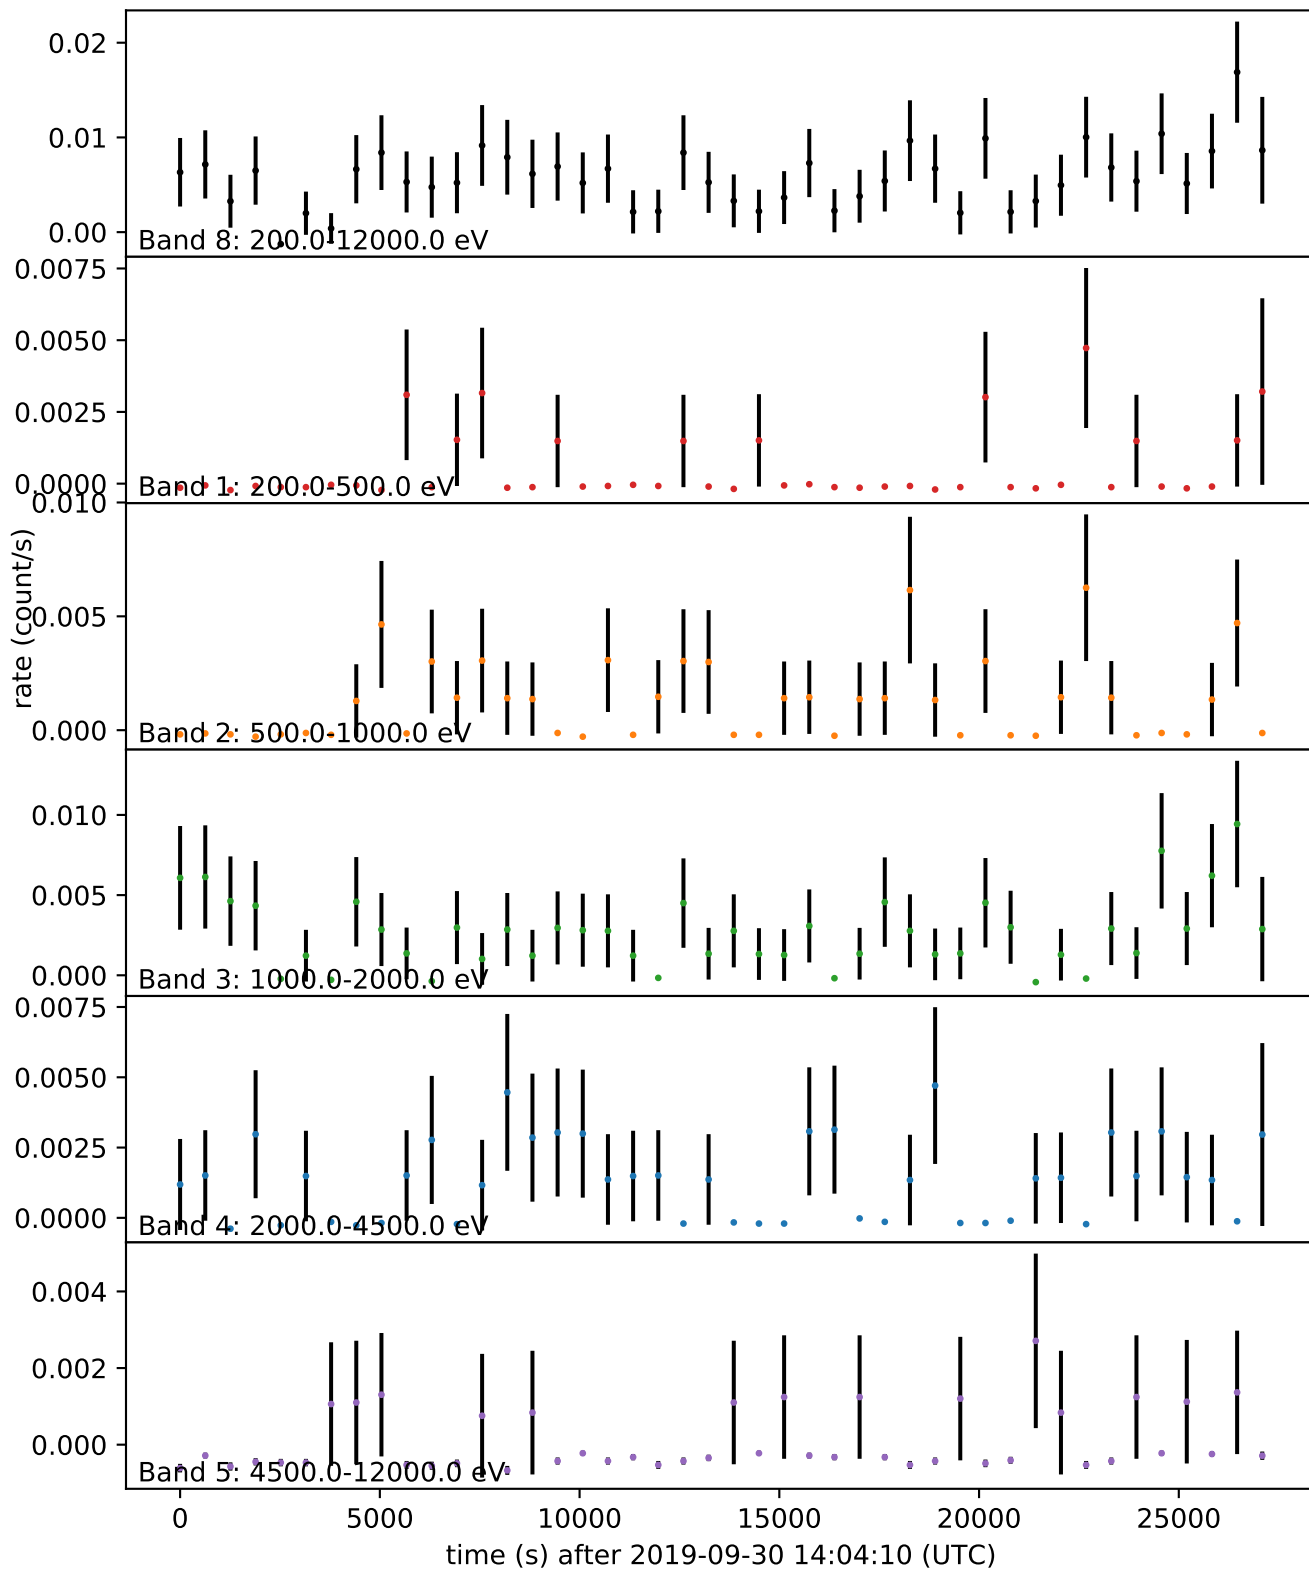 0.02
0.01
0.00
Band 8: 200.0-12000.0 eV
0.0075
0.0050
0.0025
0.0000
Band 1: 200.0-500.0 eV
0.010
0.005
0.000
Band 2: 500.0-1000.0 eV
rate (count/s)
0.010
0.005
0.000
Band 3: 1000.0-2000.0 eV
0.0075
0.0050
0.0025
0.0000
Band 4: 2000.0-4500.0 eV
0.004
0.002
0.000
Band 5: 4500.0-12000.0 eV
0 5000 10000 15000 20000 25000
time (s) after 2019-09-30 14:04:10 (UTC)